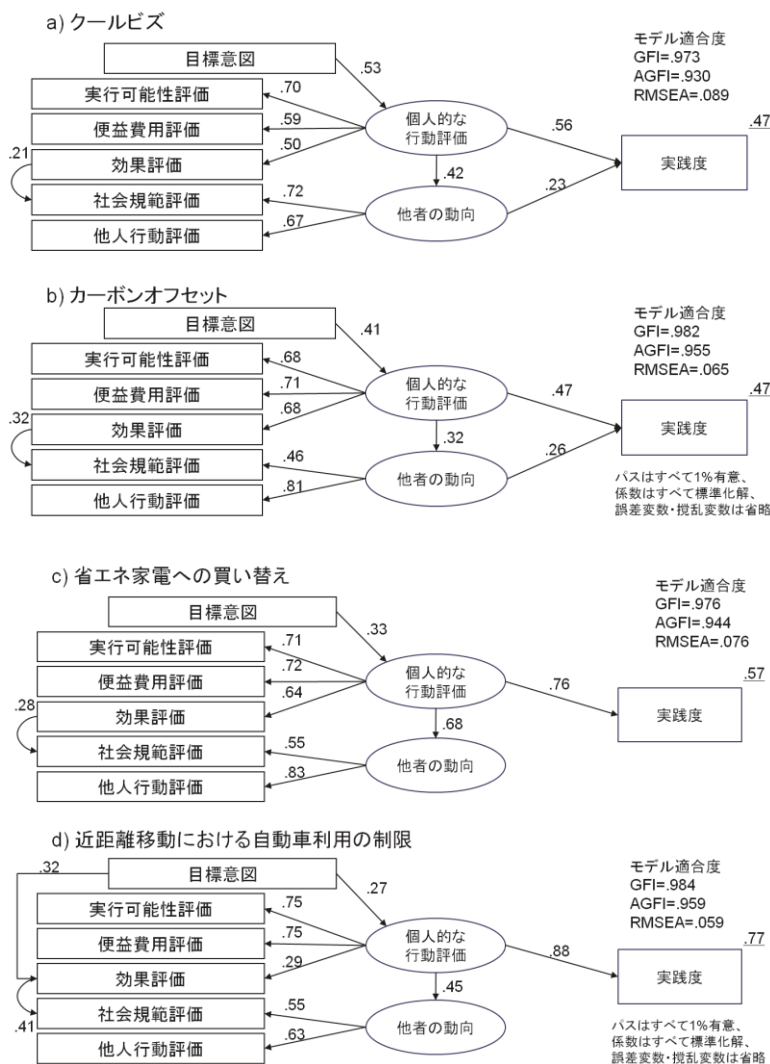 a) クールビズ
目標意図
.53
モデル適合度
GFI=.973
AGFI=.930
RMSEA=.089
実行可能性評価
.70
便益費用評価
.59
効果評価
.50
.21
社会規範評価
.72
他人行動評価
.67
個人的な
行動評価
.42
他者の動向
.56
.23
実践度
.47
b) カーボンオフセット
目標意図
.41
モデル適合度
GFI=.982
AGFI=.955
RMSEA=.065
実行可能性評価
.68
便益費用評価
.71
効果評価
.68
.32
社会規範評価
.46
他人行動評価
.81
個人的な
行動評価
.32
他者の動向
.47
.26
実践度
.47
パスはすべて1%有意、
係数はすべて標準化解、
誤差変数・撹乱変数は省略
c) 省エネ家電への買い替え
目標意図
.33
モデル適合度
GFI=.976
AGFI=.944
RMSEA=.076
実行可能性評価
.71
便益費用評価
.72
効果評価
.64
.28
社会規範評価
.55
他人行動評価
.83
個人的な
行動評価
.68
他者の動向
.76
実践度
.57
d) 近距離移動における自動車利用の制限
.32
目標意図
.27
モデル適合度
GFI=.984
AGFI=.959
RMSEA=.059
実行可能性評価
.75
便益費用評価
.75
効果評価
.29
社会規範評価
.55
.41
他人行動評価
.63
個人的な
行動評価
.45
他者の動向
.88
実践度
.77
パスはすべて1%有意、
係数はすべて標準化解、
誤差変数・撹乱変数は省略